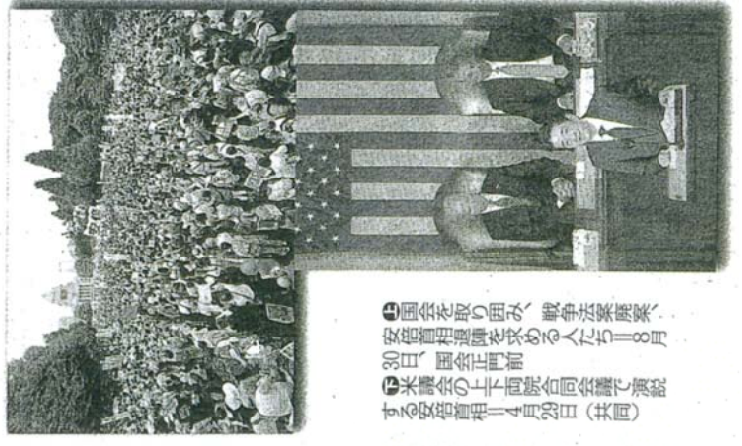 上国会を取り囲み、戦争法案廃案、
安倍首相退陣を求める人たち＝8月
30日、国会正門前
下米議会の上下両院合同会議で演説
する安倍首相＝4月29日（共同）